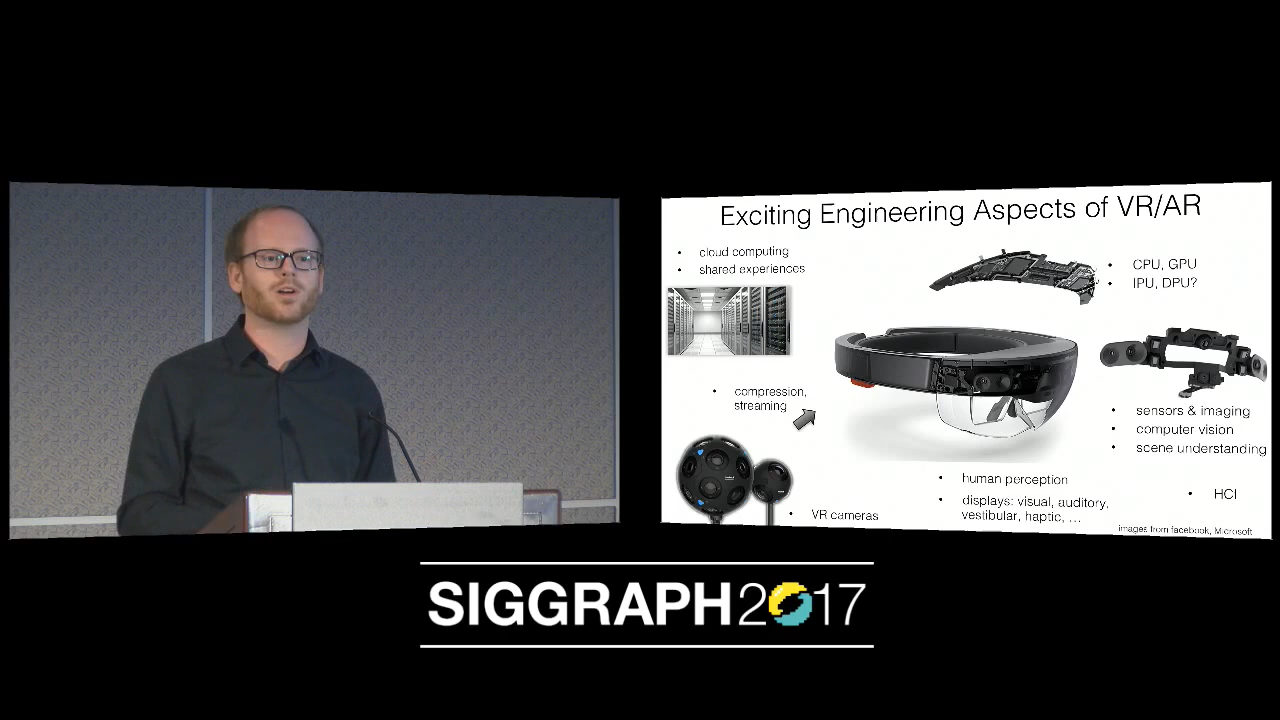 Exciting Engineering Aspects of VR/AR
• cloud computing
• shared experiences
• CPU, GPU
• IPU, DPU?
• compression,
streaming
• sensors & imaging
• computer vision
• scene understanding
• human perception
• displays: visual, auditory,
vestibular, haptic, ...
• HCI
• VR cameras
images from facebook, Microsoft
SIGGRAPH2017